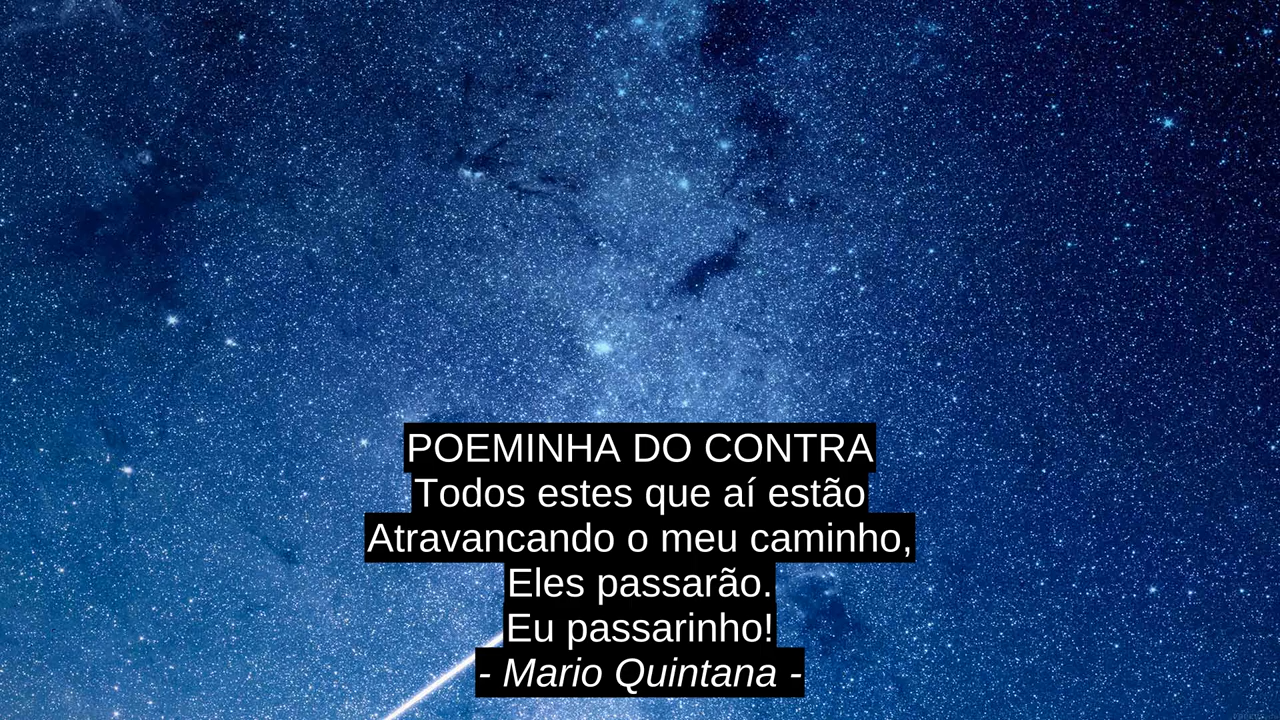 POEMINHA DO CONTRA
Todos estes que aí estão
Atravancando o meu caminho,
Eles passarão.
Eu passarinho!
- Mario Quintana -